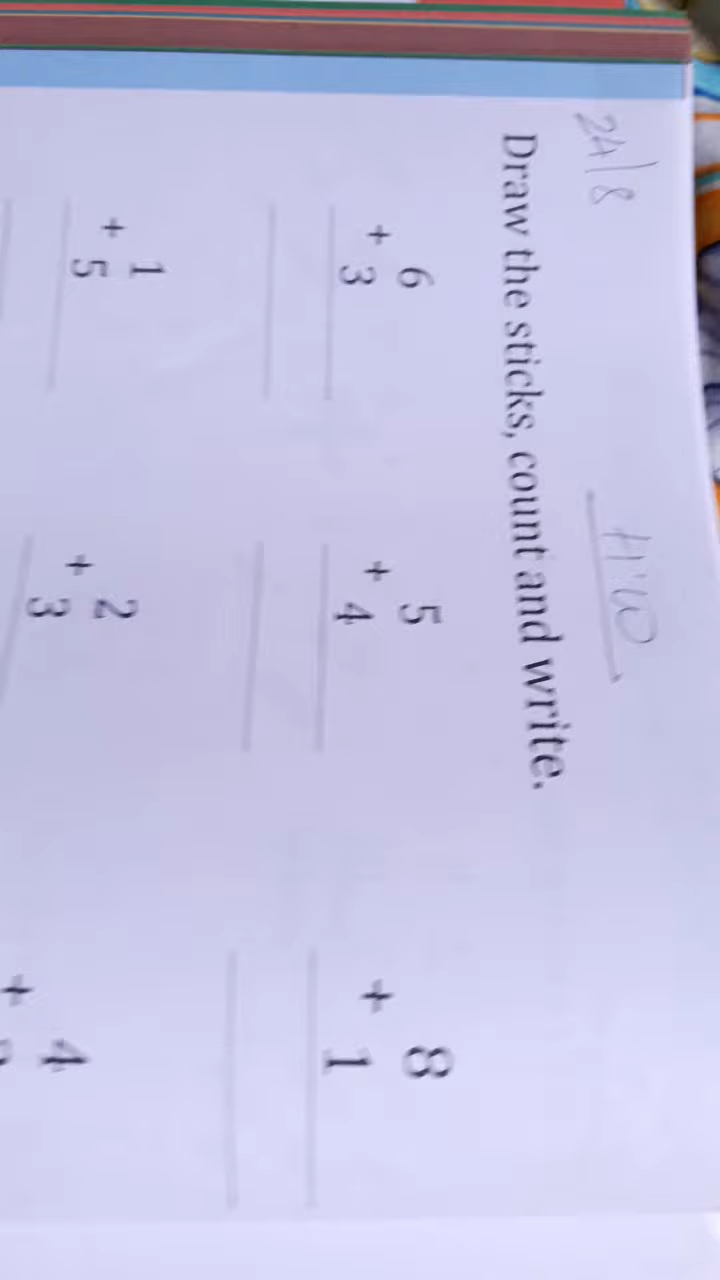 24/8
H.W
Draw the sticks, count and write.
6 5 8
+ 3 + 4 + 1
1 2 4
+ 5 + 3 +